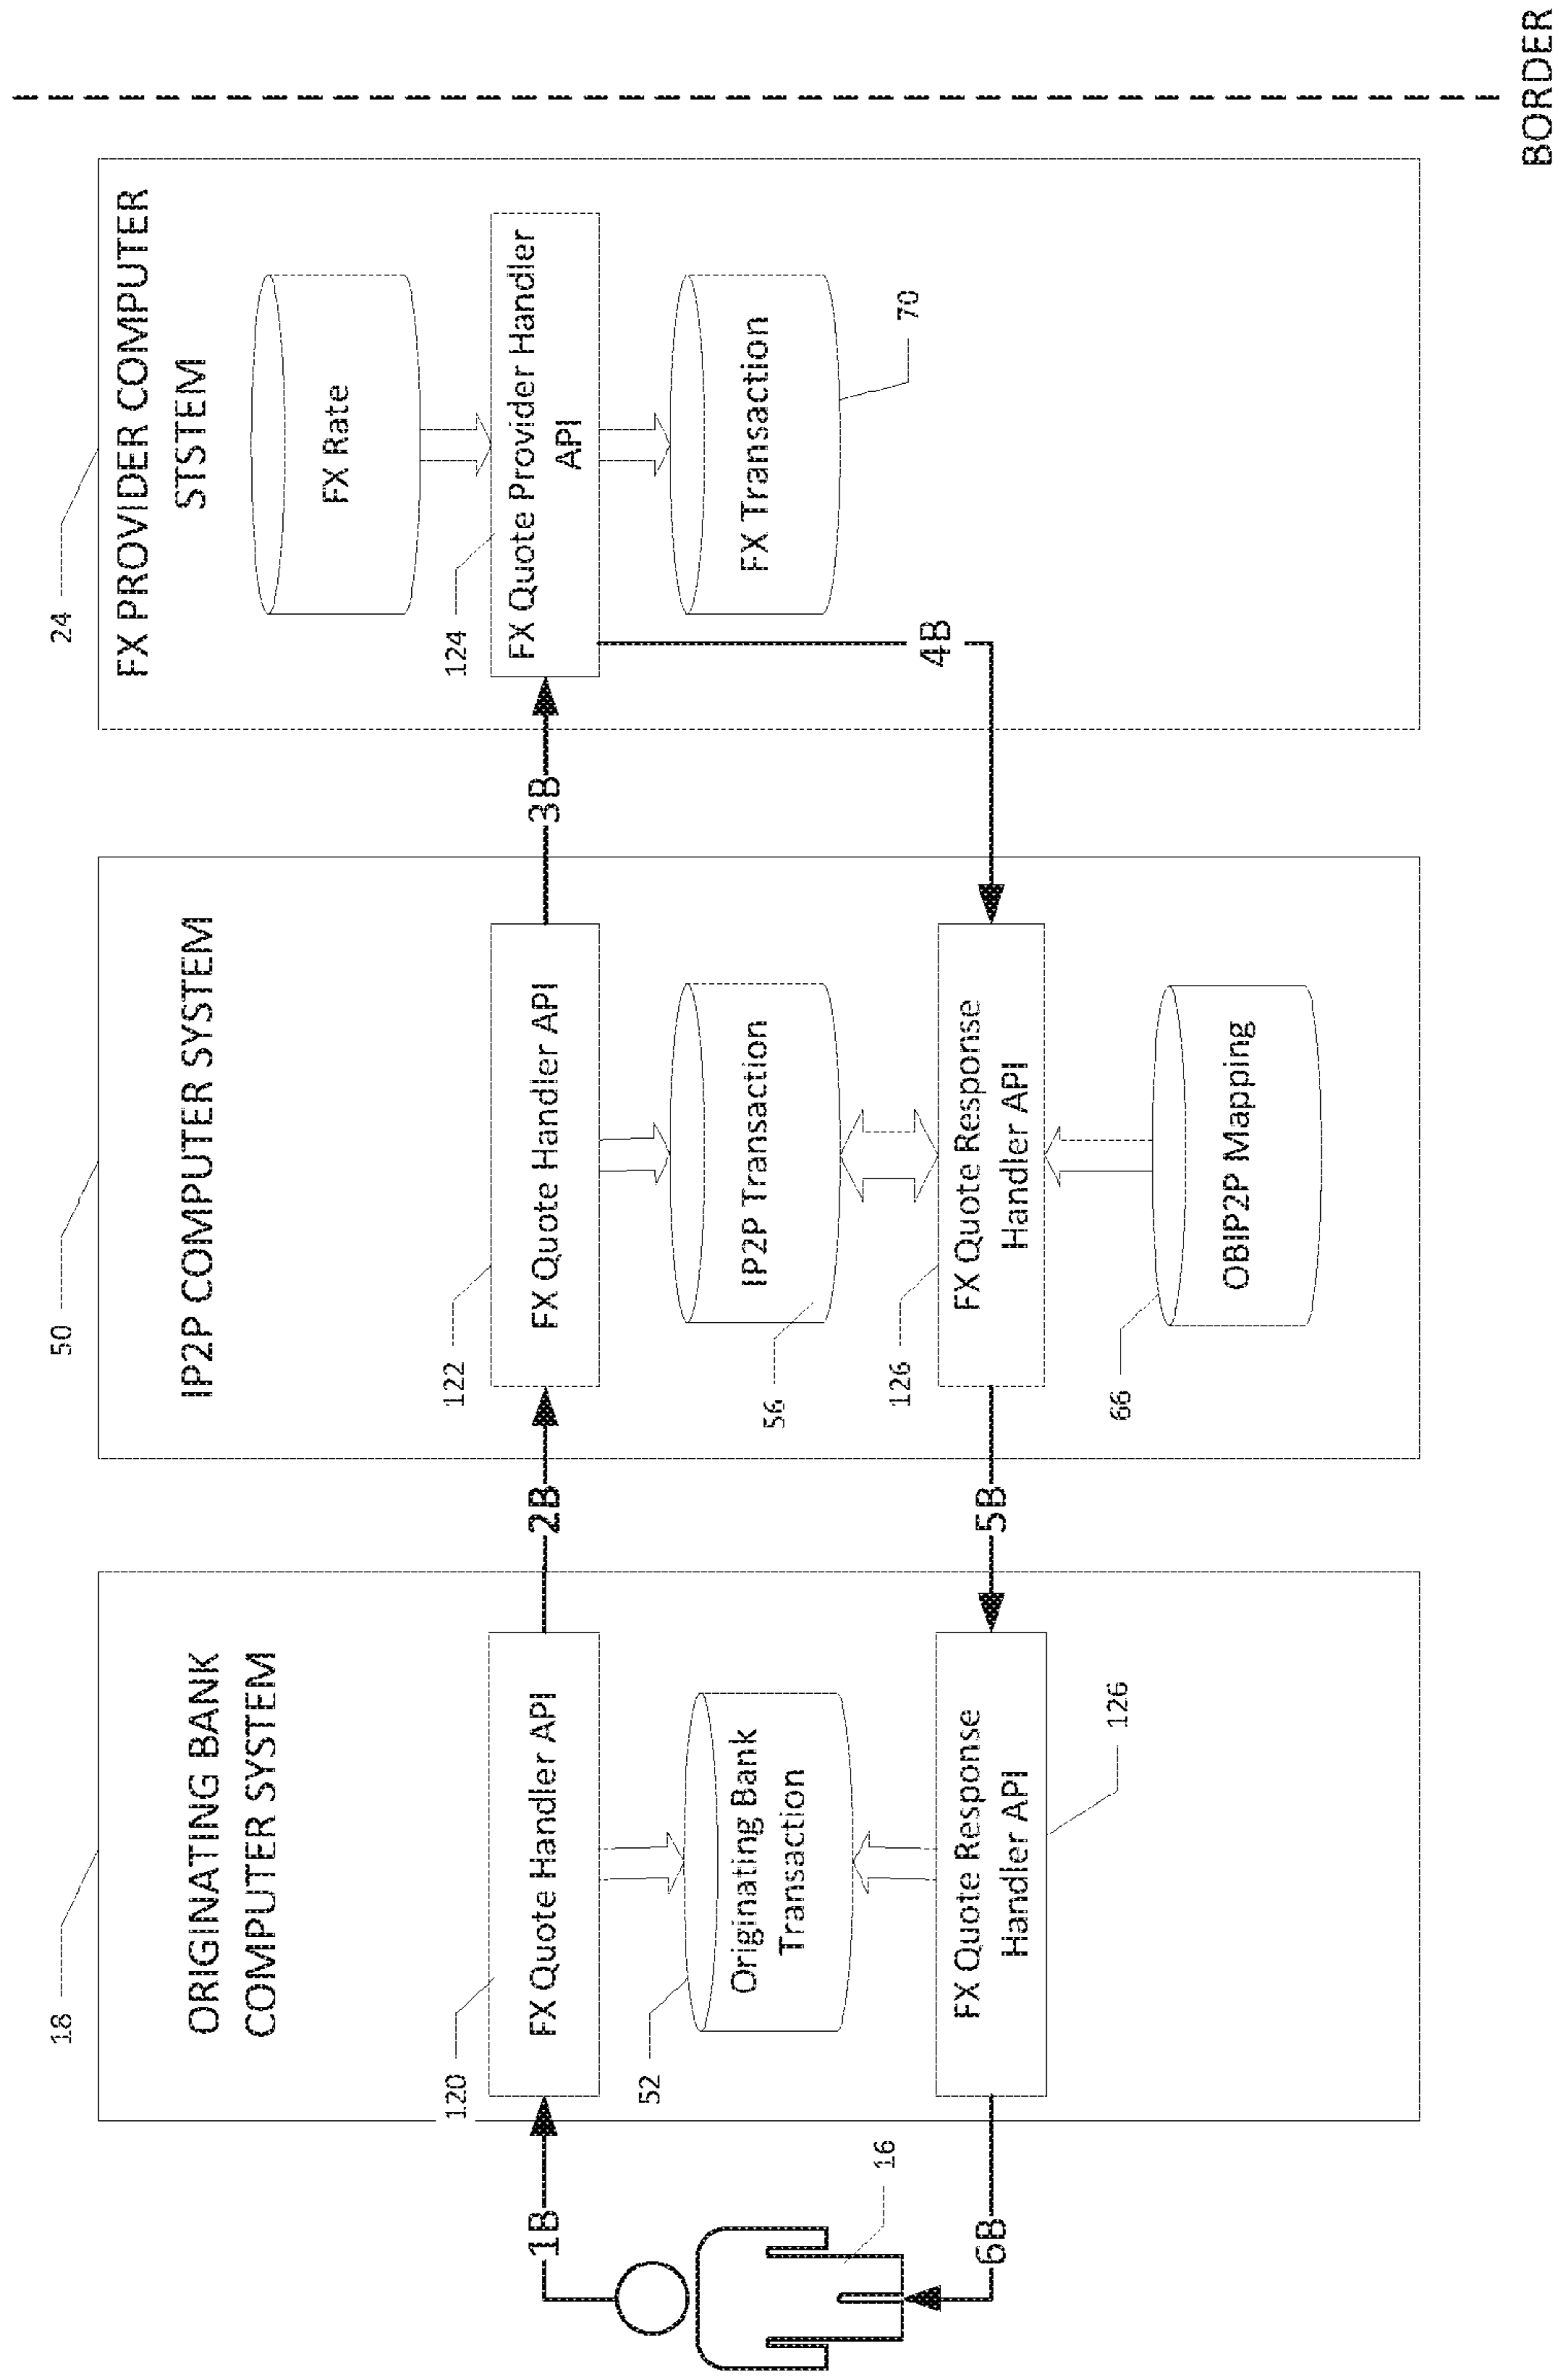 18
ORIGINATING BANK
COMPUTER SYSTEM
1B
120
FX Quote Handler API
52
Originating Bank
Transaction
16
FX Quote Response
Handler API
126
6B
2B
5B
50
IP2P COMPUTER SYSTEM
122
FX Quote Handler API
56
IP2P Transaction
126
FX Quote Response
Handler API
66
OBIP2P Mapping
3B
4B
24
FX PROVIDER COMPUTER
STSTEM
FX Rate
124
FX Quote Provider Handler
API
FX Transaction
70
BORDER